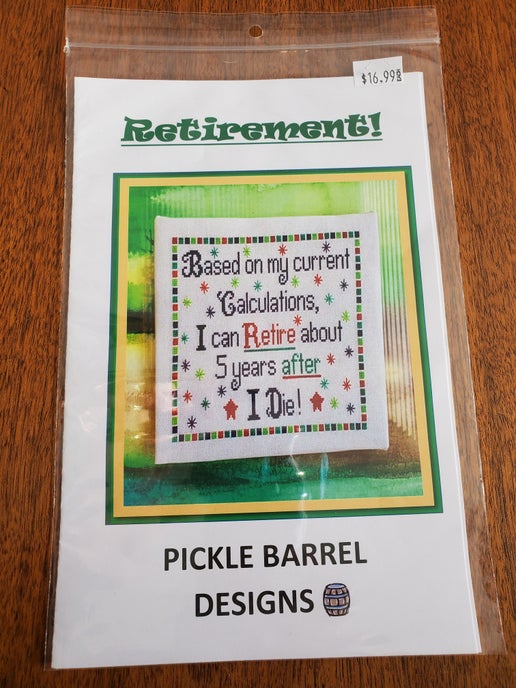 $16.99
Retirement!
Based on my current
Calculations,
I can Retire about
5 years after
I Die!
PICKLE BARREL
DESIGNS